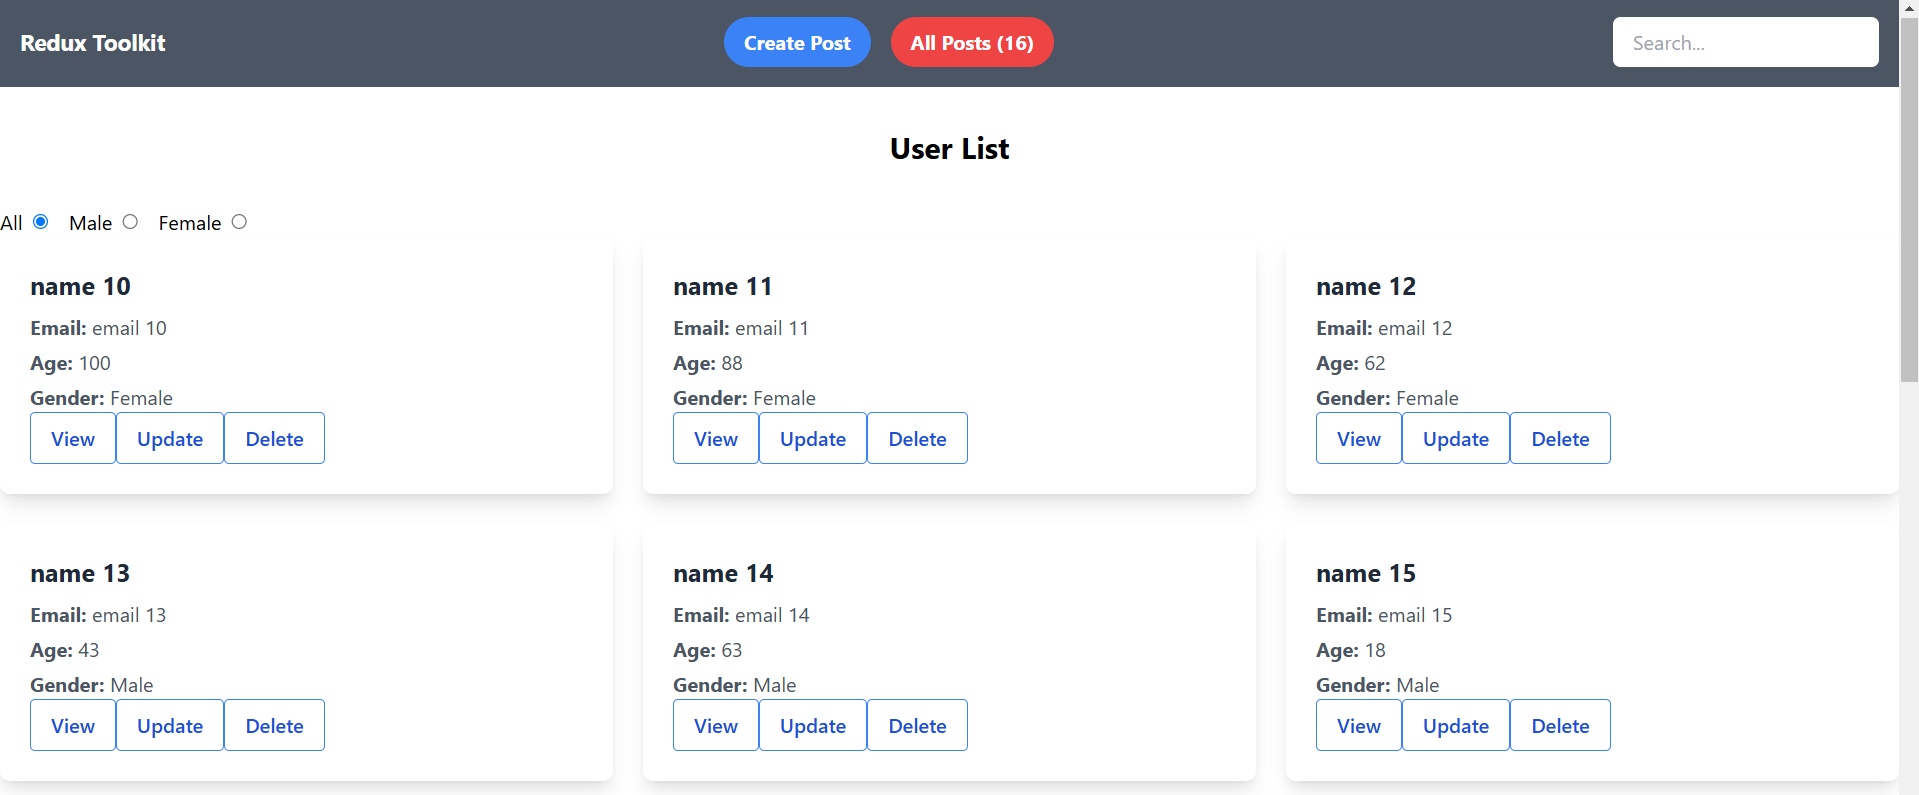 Redux Toolkit Create Post All Posts (16) Search...
User List
All Male Female
name 10
Email: email 10
Age: 100
Gender: Female
View Update Delete
name 11
Email: email 11
Age: 88
Gender: Female
View Update Delete
name 12
Email: email 12
Age: 62
Gender: Female
View Update Delete
name 13
Email: email 13
Age: 43
Gender: Male
View Update Delete
name 14
Email: email 14
Age: 63
Gender: Male
View Update Delete
name 15
Email: email 15
Age: 18
Gender: Male
View Update Delete